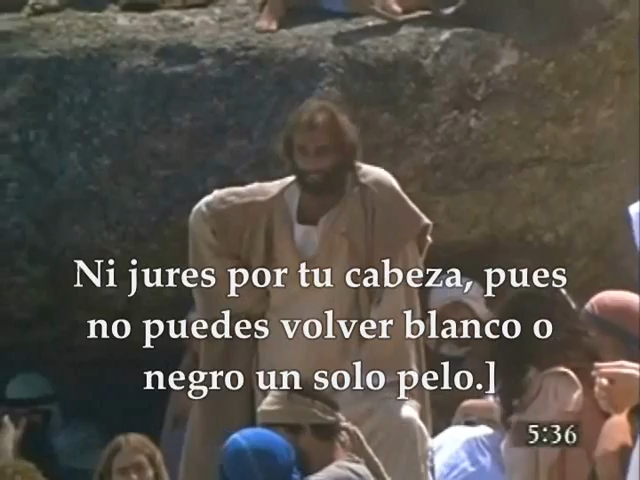 Ni jures por tu cabeza, pues
no puedes volver blanco o
negro un solo pelo.]
5:36